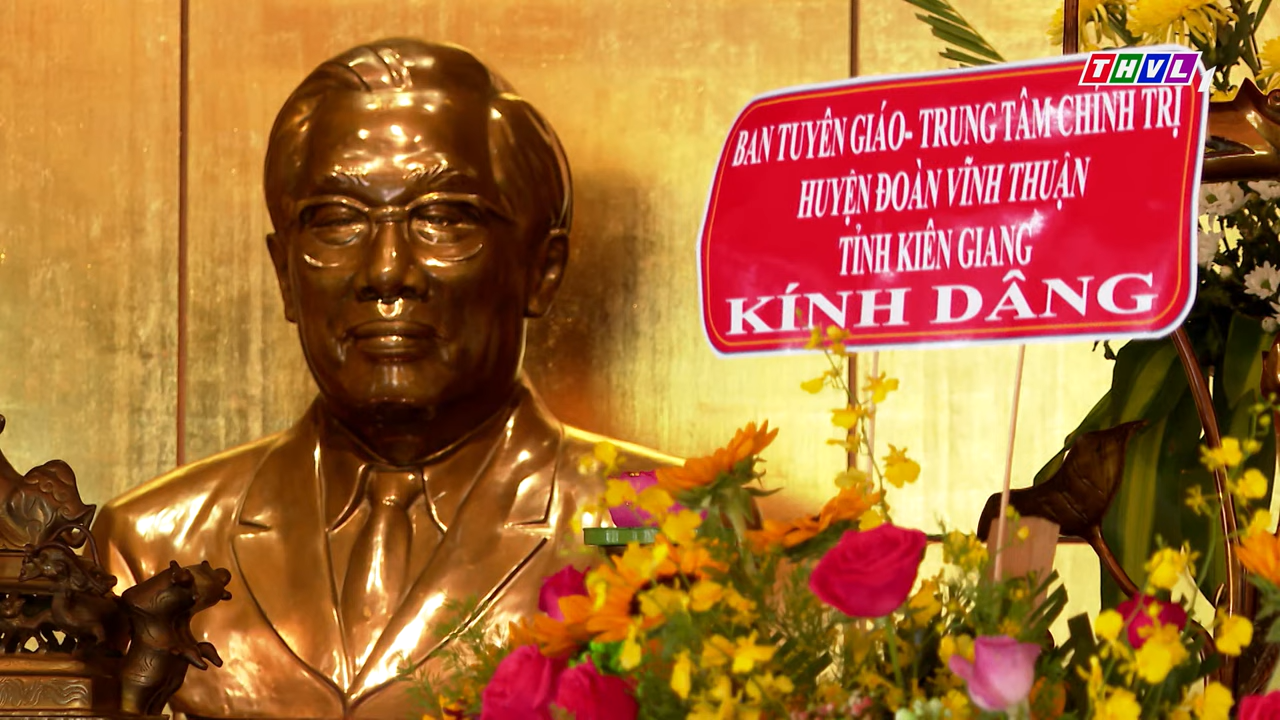 THVL1
BAN TUYÊN GIÁO- TRUNG TÂM CHÍNH TRỊ
HUYỆN ĐOÀN VĨNH THUẬN
TỈNH KIÊN GIANG
KÍNH DÂNG